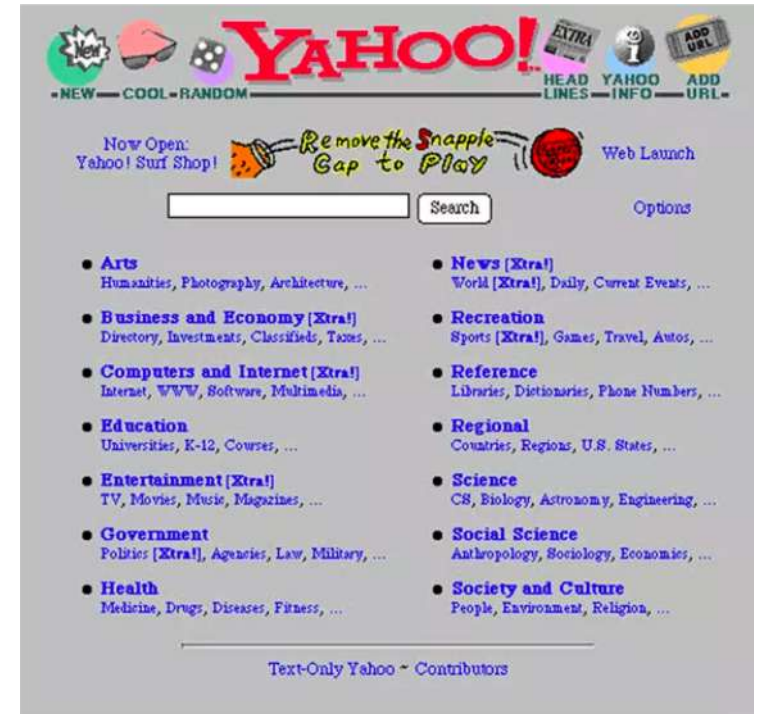 New
EXTRA
i
ADD URL
YAHOO!
NEW COOL RANDOM
HEAD LINES YAHOO INFO ADD URL
Now Open:
Yahoo! Surf Shop!
Remove the Snapple
Cap to Play
Web Launch
Search
Options
Arts
Humanities, Photography, Architecture, ...
Business and Economy [Xtra!]
Directory, Investments, Classifieds, Taxes, ...
Computers and Internet [Xtra!]
Internet, WWW, Software, Multimedia, ...
Education
Universities, K-12, Courses, ...
Entertainment [Xtra!]
TV, Movies, Music, Magazines, ...
Government
Politics [Xtra!], Agencies, Law, Military, ...
Health
Medicine, Drugs, Diseases, Fitness, ...
News [Xtra!]
World [Xtra!], Daily, Current Events, ...
Recreation
Sports [Xtra!], Games, Travel, Autos, ...
Reference
Libraries, Dictionaries, Phone Numbers, ...
Regional
Countries, Regions, U.S. States, ...
Science
CS, Biology, Astronomy, Engineering, ...
Social Science
Anthropology, Sociology, Economics, ...
Society and Culture
People, Environment, Religion, ...
Text-Only Yahoo ~ Contributors